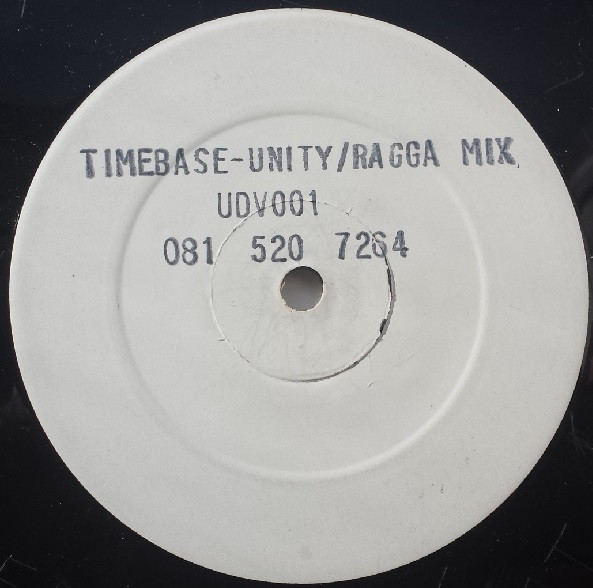 TIMEBASE-UNITY/RAGGA MIX
UDV001
081 520 7264